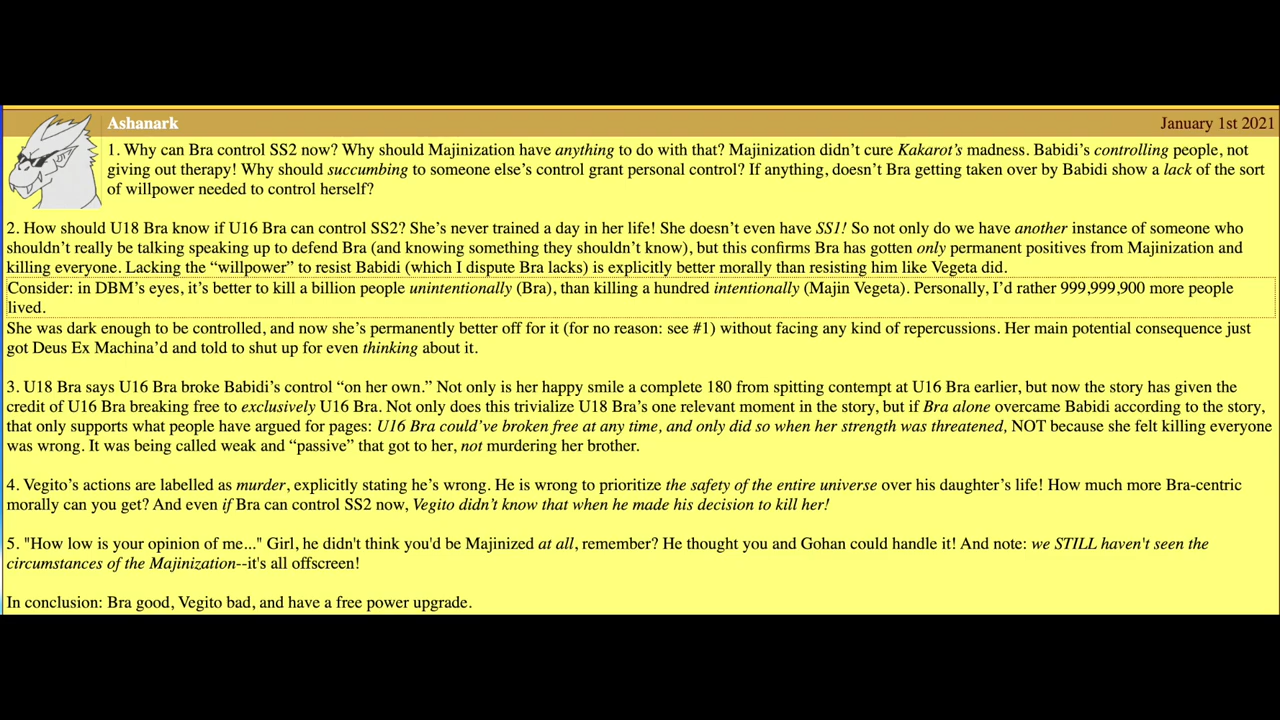 Ashanark
January 1st 2021
1. Why can Bra control SS2 now? Why should Majinization have anything to do with that? Majinization didn’t cure Kakarot’s madness. Babidi’s controlling people, not
giving out therapy! Why should succumbing to someone else’s control grant personal control? If anything, doesn’t Bra getting taken over by Babidi show a lack of the sort
of willpower needed to control herself?
2. How should U18 Bra know if U16 Bra can control SS2? She’s never trained a day in her life! She doesn’t even have SS1! So not only do we have another instance of someone who
shouldn’t really be talking speaking up to defend Bra (and knowing something they shouldn’t know), but this confirms Bra has gotten only permanent positives from Majinization and
killing everyone. Lacking the “willpower” to resist Babidi (which I dispute Bra lacks) is explicitly better morally than resisting him like Vegeta did.
Consider: in DBM’s eyes, it’s better to kill a billion people unintentionally (Bra), than killing a hundred intentionally (Majin Vegeta). Personally, I’d rather 999,999,900 more people
lived.
She was dark enough to be controlled, and now she’s permanently better off for it (for no reason: see #1) without facing any kind of repercussions. Her main potential consequence just
got Deus Ex Machina’d and told to shut up for even thinking about it.
3. U18 Bra says U16 Bra broke Babidi’s control “on her own.” Not only is her happy smile a complete 180 from spitting contempt at U16 Bra earlier, but now the story has given the
credit of U16 Bra breaking free to exclusively U16 Bra. Not only does this trivialize U18 Bra’s one relevant moment in the story, but if Bra alone overcame Babidi according to the story,
that only supports what people have argued for pages: U16 Bra could’ve broken free at any time, and only did so when her strength was threatened, NOT because she felt killing everyone
was wrong. It was being called weak and “passive” that got to her, not murdering her brother.
4. Vegito’s actions are labelled as murder, explicitly stating he’s wrong. He is wrong to prioritize the safety of the entire universe over his daughter’s life! How much more Bra-centric
morally can you get? And even if Bra can control SS2 now, Vegito didn’t know that when he made his decision to kill her!
5. "How low is your opinion of me..." Girl, he didn't think you'd be Majinized at all, remember? He thought you and Gohan could handle it! And note: we STILL haven't seen the
circumstances of the Majinization--it's all offscreen!
In conclusion: Bra good, Vegito bad, and have a free power upgrade.